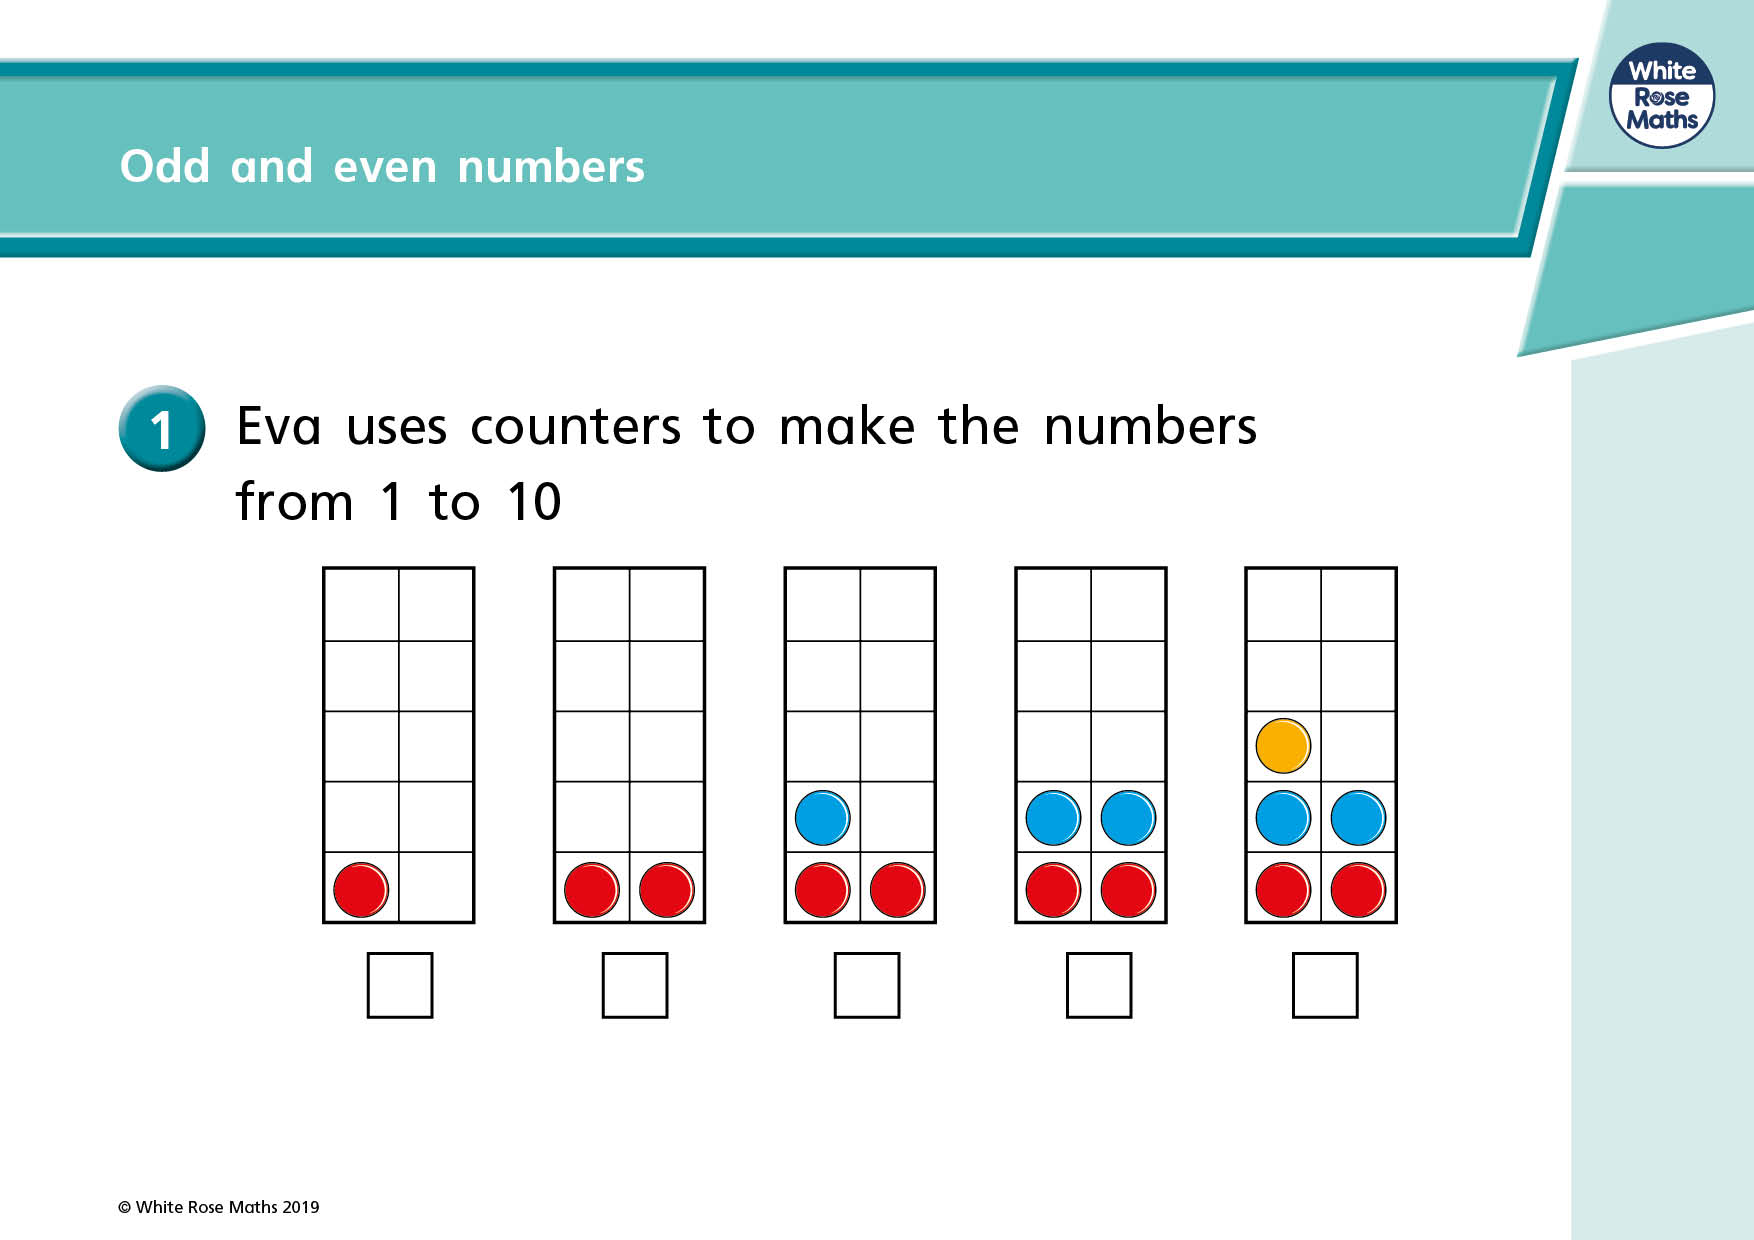 White
Rose
Maths
Odd and even numbers
1 Eva uses counters to make the numbers
from 1 to 10
© White Rose Maths 2019